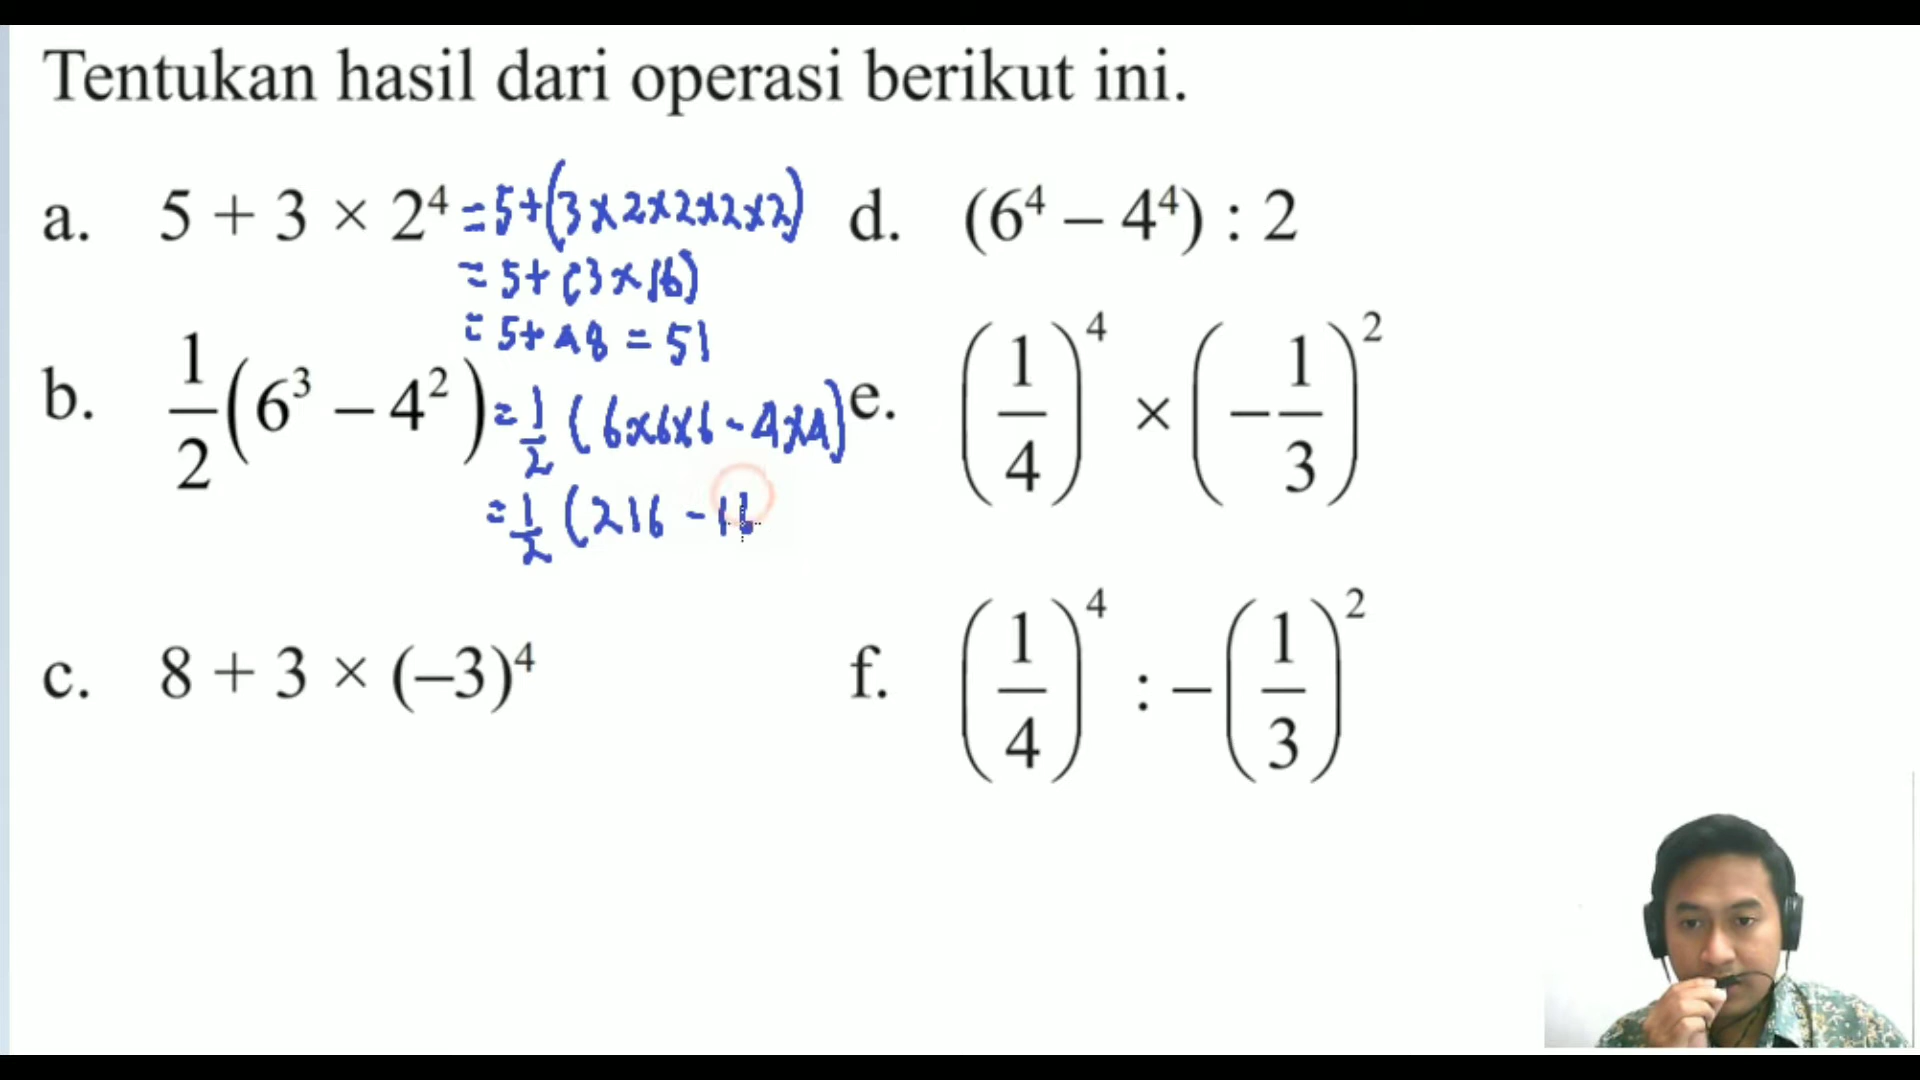 Tentukan hasil dari operasi berikut ini.
a. 5 + 3 × 2⁴ = 5 + (3 × 2 × 2 × 2 × 2)
= 5 + (3 × 16)
= 5 + 48 = 51
b. 1/2 (6³ – 4²) = 1/2 (6 × 6 × 6 - 4 × 4)
= 1/2 (216 - 16
c. 8 + 3 × (–3)⁴
d. (6⁴ – 4⁴) : 2
e. (1/4)⁴ × (–1/3)²
f. (1/4)⁴ : –(1/3)²